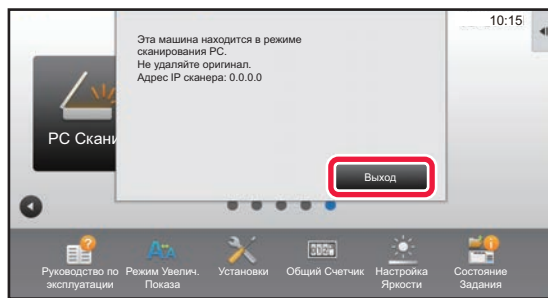 10:15
Эта машина находится в режиме
сканирования PC.
Не удаляйте оригинал.
Адрес IP сканера: 0.0.0.0
PC Скани
Выход
Руководство по
эксплуатации
Режим Увелич.
Показа
Установки
Общий Счетчик
Настройка
Яркости
Состояние
Задания